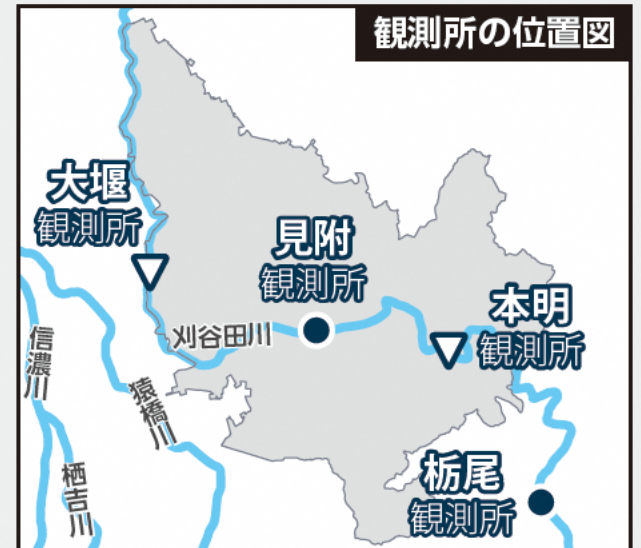 観測所の位置図
大堰
観測所
見附
観測所
本明
観測所
刈谷田川
信濃川
猿橋川
栖吉川
栃尾
観測所